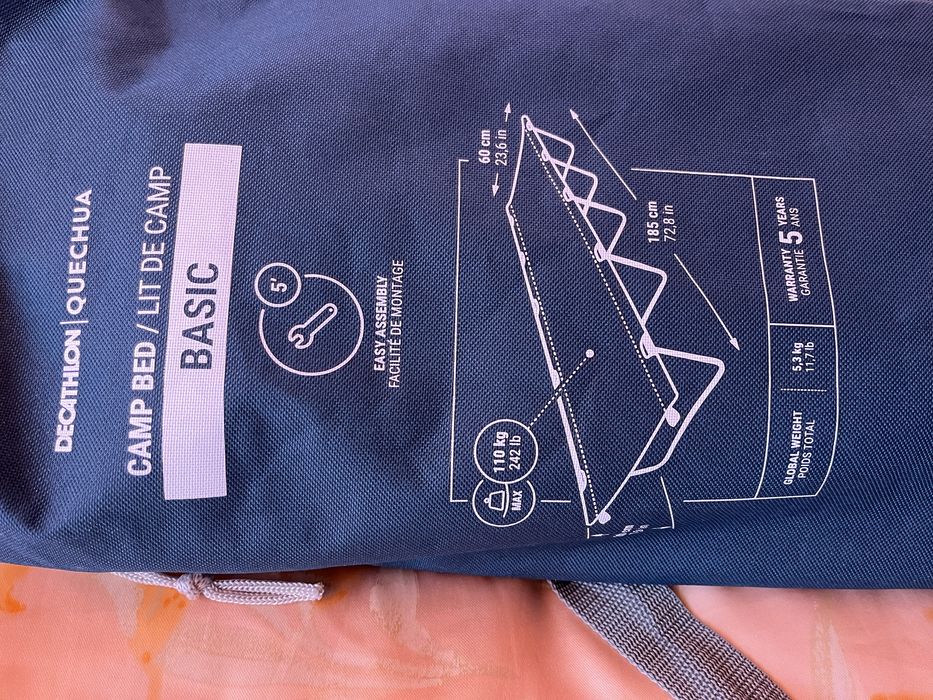 DECATHLON | QUECHUA
CAMP BED / LIT DE CAMP
BASIC
5'
EASY ASSEMBLY
FACILITÉ DE MONTAGE
60 cm
23,6 in
185 cm
72,8 in
110 kg
242 lb
MAX
GLOBAL WEIGHT
POIDS TOTAL
5,3 kg
11,7 lb
WARRANTY 5 YEARS
GARANTIE ANS